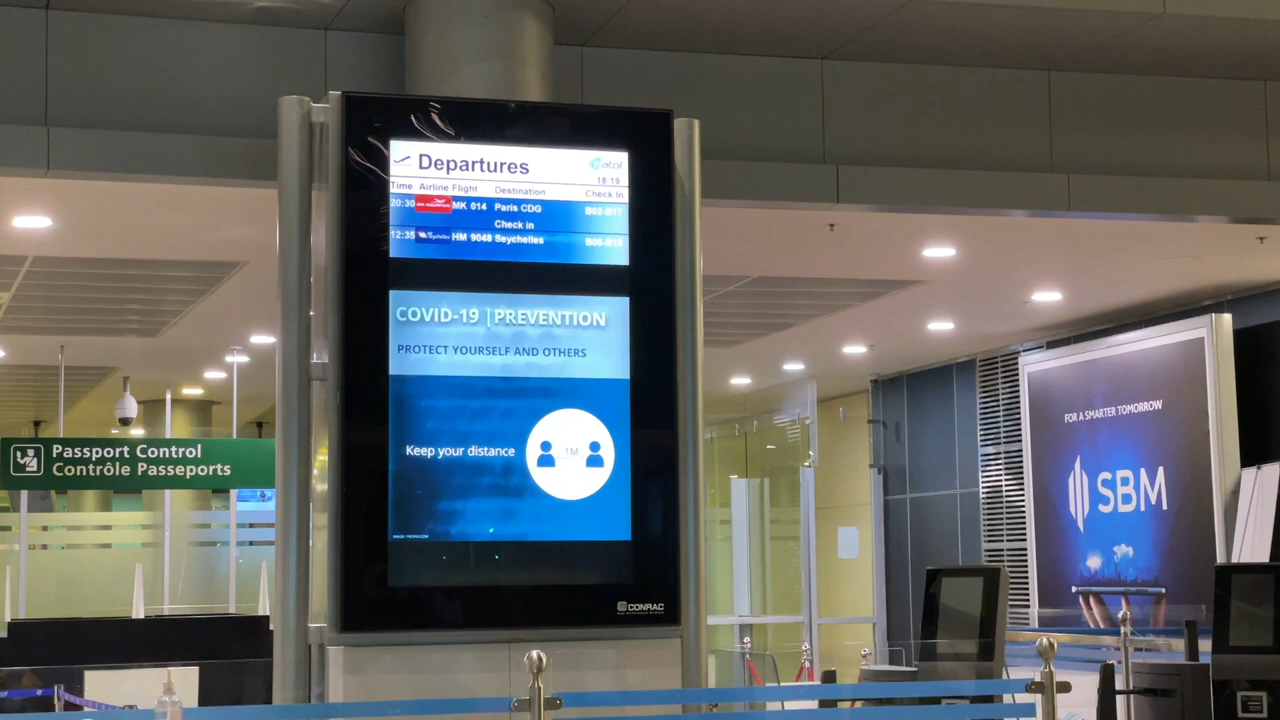 Departures
atol
18:19
Time Airline Flight Destination Check In
20:30 MK 014 Paris CDG B02-B17
Check in
12:35 Seychelles HM 9048 Seychelles
COVID-19 | PREVENTION
PROTECT YOURSELF AND OTHERS
Keep your distance
1M
CONRAC
Passport Control
Contrôle Passeports
FOR A SMARTER TOMORROW
SBM